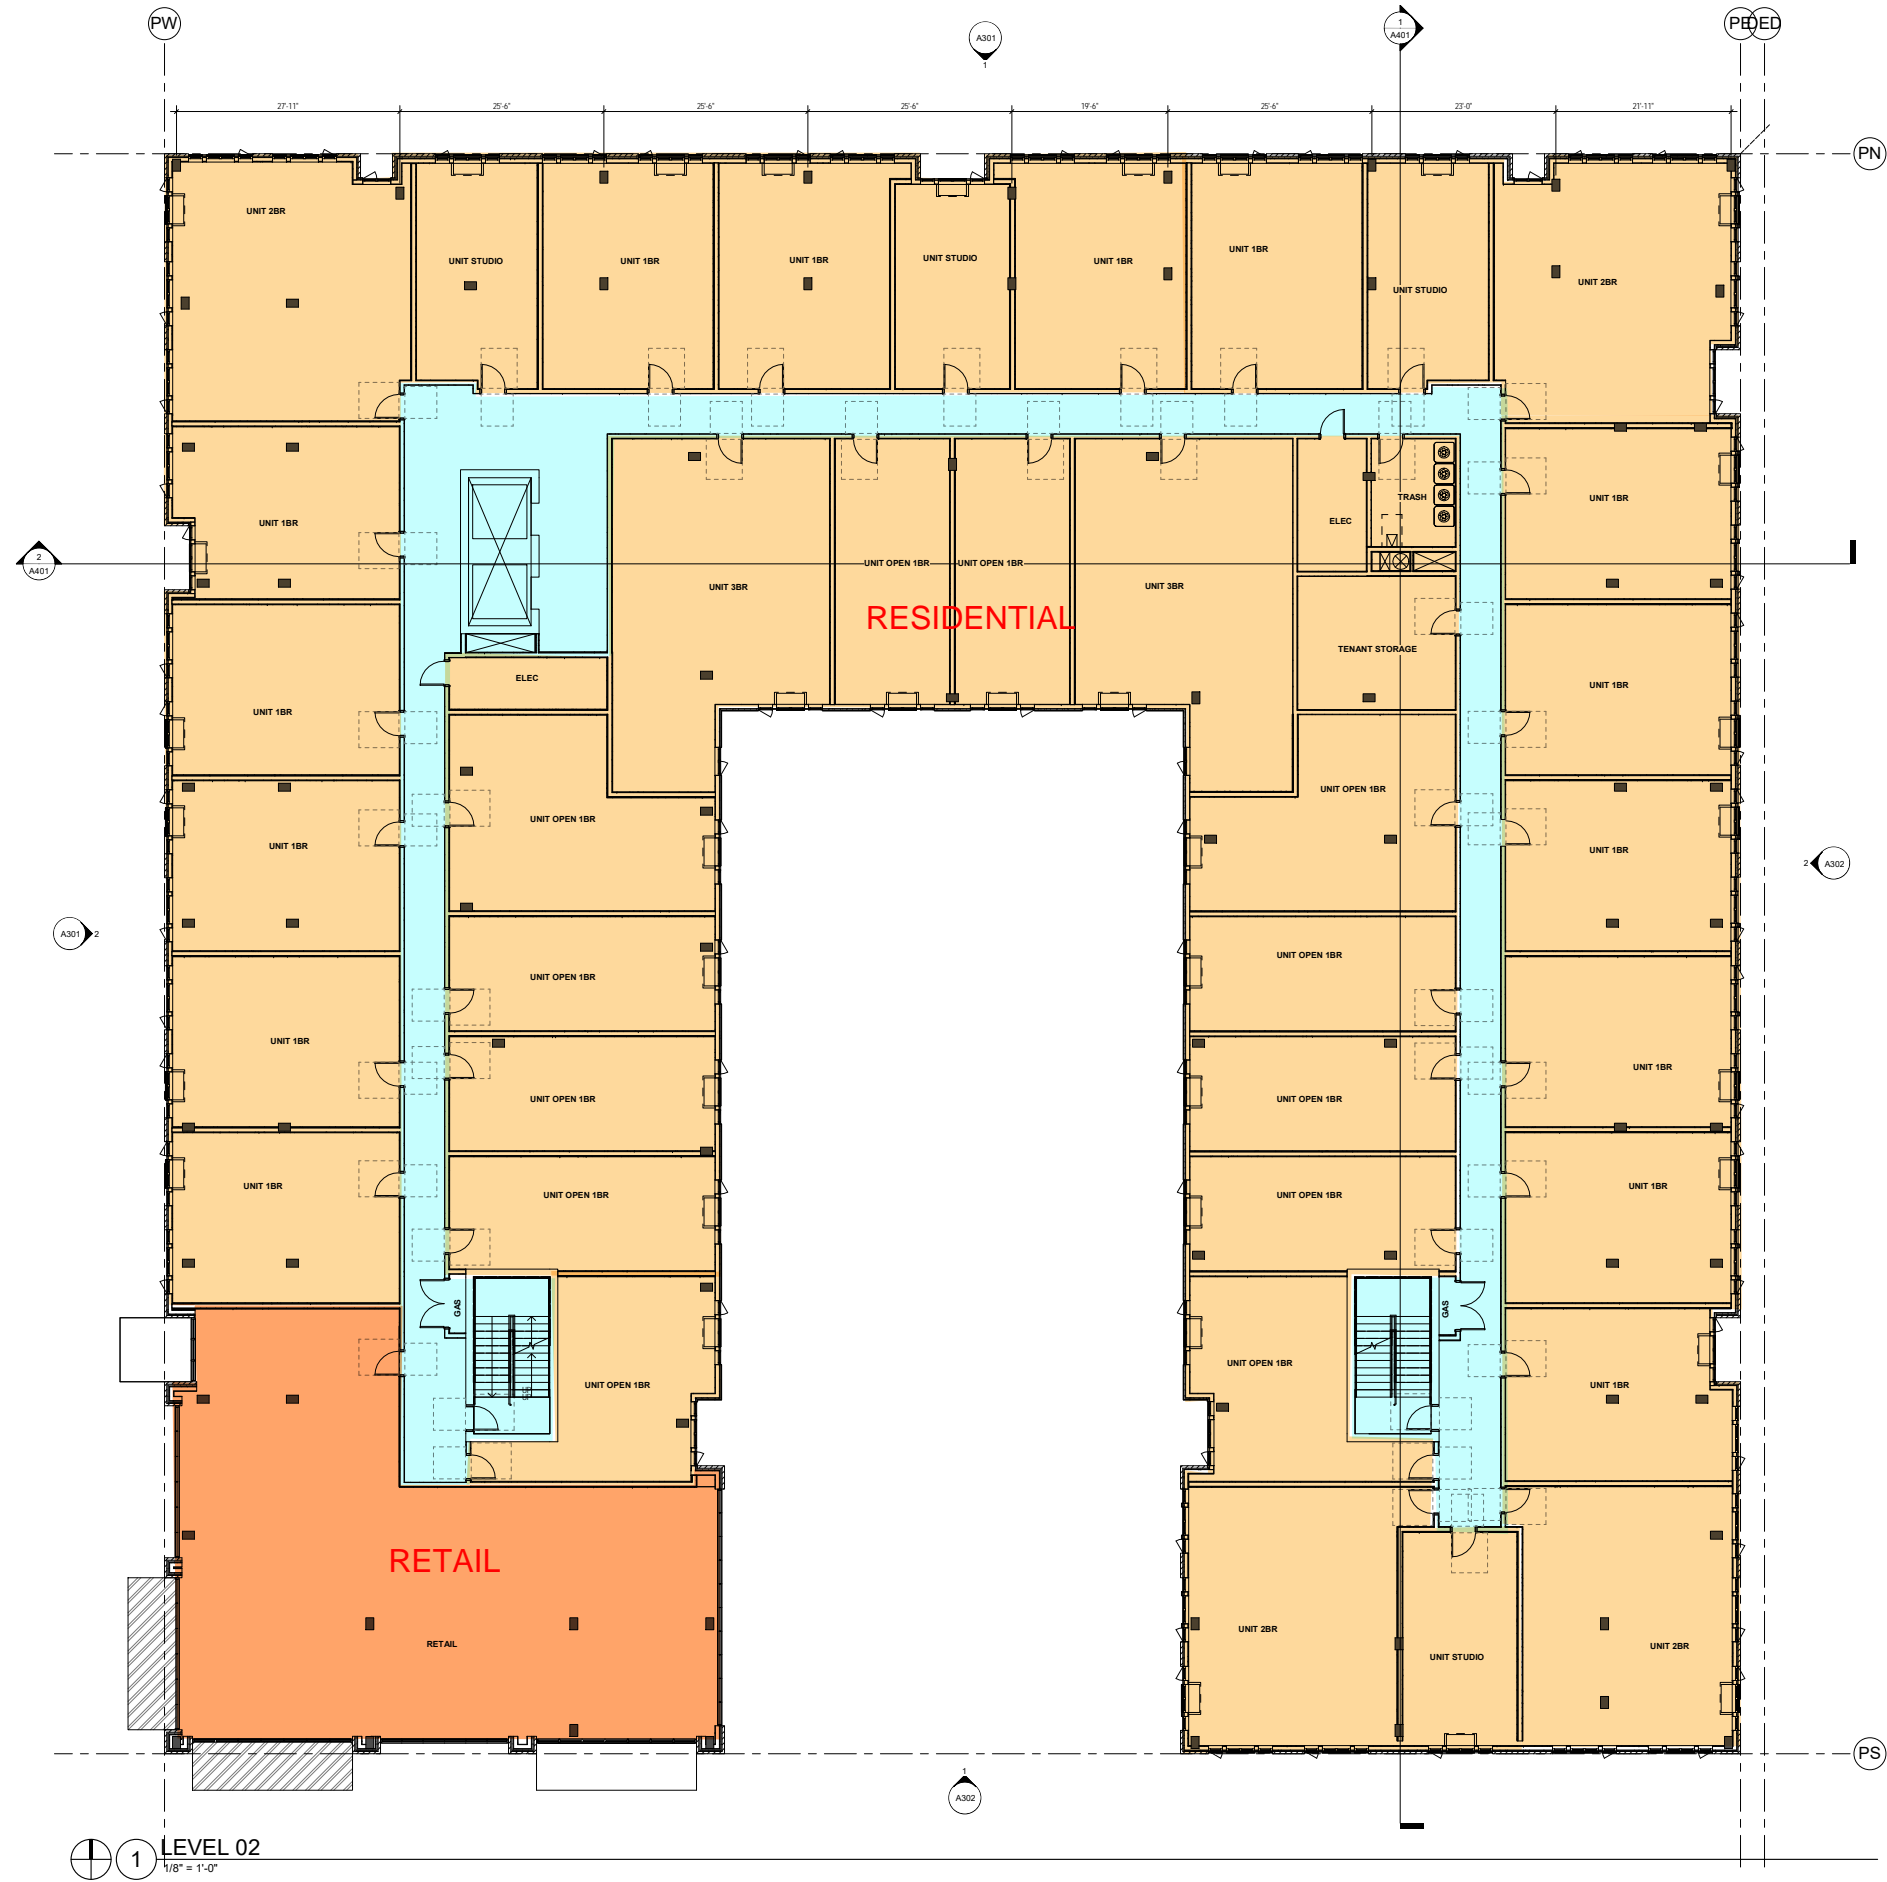 PW
A301
1
1
A401
PE
DED
27'-11"
25'-6"
25'-6"
25'-6"
19'-6"
25'-6"
23'-0"
21'-11"
PN
UNIT 2BR
UNIT STUDIO
UNIT 1BR
UNIT 1BR
UNIT STUDIO
UNIT 1BR
UNIT 1BR
UNIT STUDIO
UNIT 2BR
UNIT 1BR
UNIT 1BR
TRASH
ELEC
2
A401
UNIT 3BR
UNIT OPEN 1BR
UNIT OPEN 1BR
UNIT 3BR
RESIDENTIAL
TENANT STORAGE
ELEC
UNIT 1BR
UNIT 1BR
UNIT OPEN 1BR
UNIT OPEN 1BR
UNIT 1BR
UNIT 1BR
2
A302
A301
2
UNIT OPEN 1BR
UNIT OPEN 1BR
UNIT 1BR
UNIT 1BR
UNIT OPEN 1BR
UNIT OPEN 1BR
UNIT 1BR
UNIT OPEN 1BR
UNIT OPEN 1BR
UNIT 1BR
GAS
GAS
UNIT OPEN 1BR
UNIT OPEN 1BR
UNIT 1BR
RETAIL
RETAIL
UNIT 2BR
UNIT STUDIO
UNIT 2BR
PS
1
A302
1
LEVEL 02
1/8" = 1'-0"